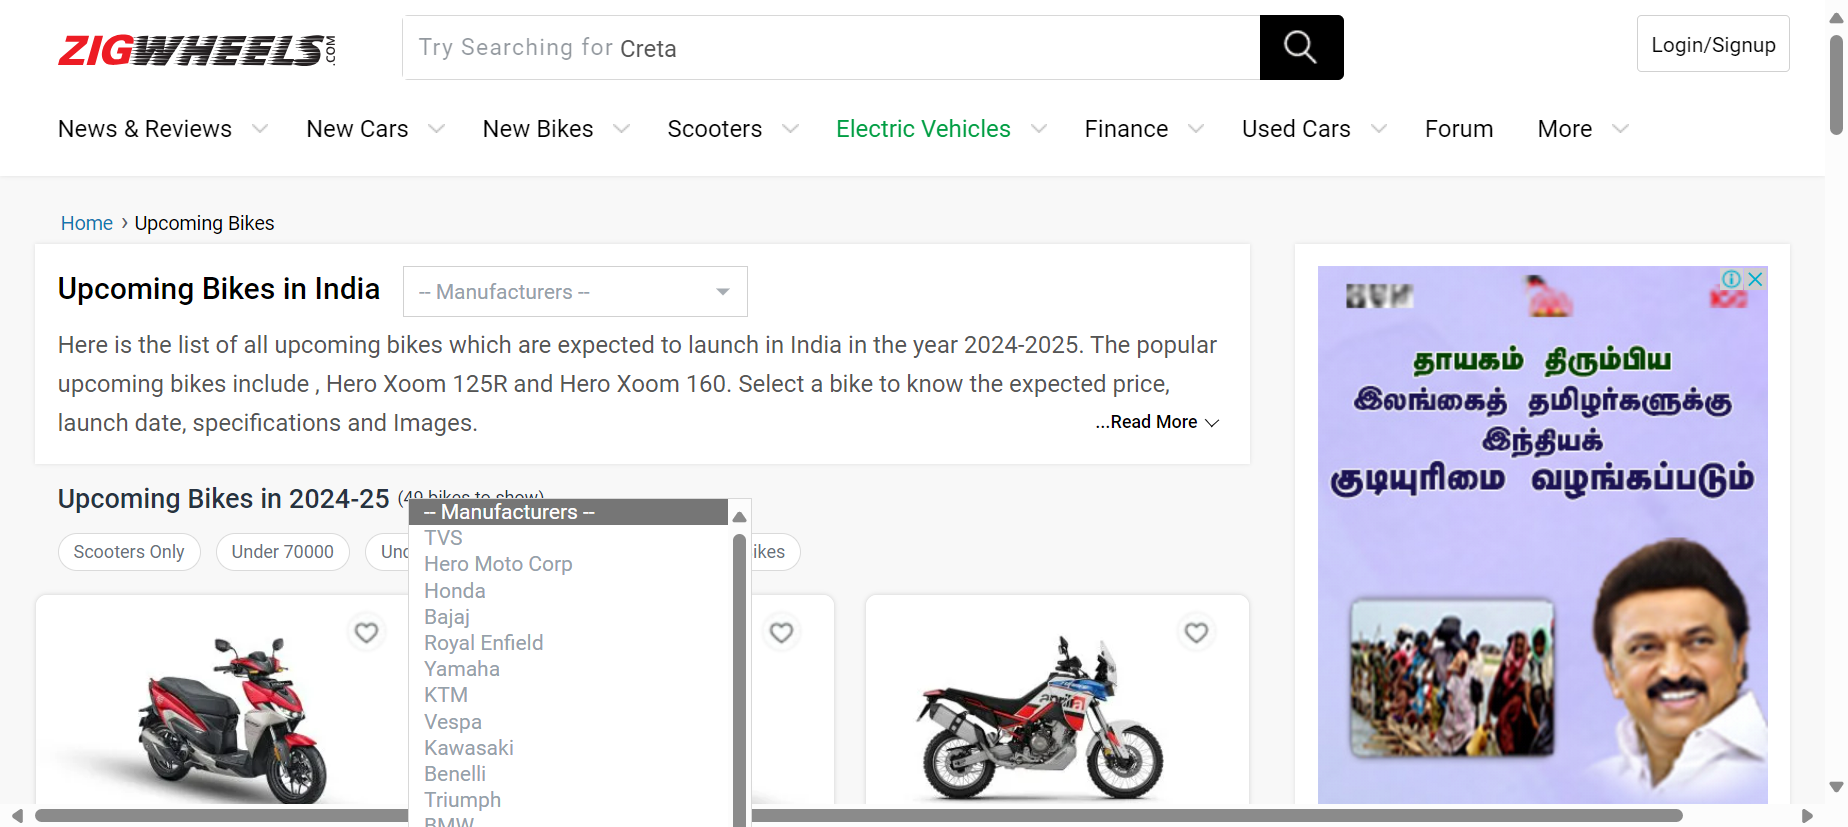 ZIGWHEELS.COM
Try Searching for Creta
Login/Signup
News & Reviews New Cars New Bikes Scooters Electric Vehicles Finance Used Cars Forum More
Home › Upcoming Bikes
Upcoming Bikes in India
-- Manufacturers --
Here is the list of all upcoming bikes which are expected to launch in India in the year 2024-2025. The popular
upcoming bikes include , Hero Xoom 125R and Hero Xoom 160. Select a bike to know the expected price,
launch date, specifications and Images.
...Read More
Upcoming Bikes in 2024-25 (49 bikes to show)
Scooters Only Under 70000
-- Manufacturers --
TVS
Hero Moto Corp
Honda
Bajaj
Royal Enfield
Yamaha
KTM
Vespa
Kawasaki
Benelli
Triumph
BMW
aprilia
தாயகம் திரும்பிய
இலங்கைத் தமிழர்களுக்கு
இந்தியக்
குடியுரிமை வழங்கப்படும்